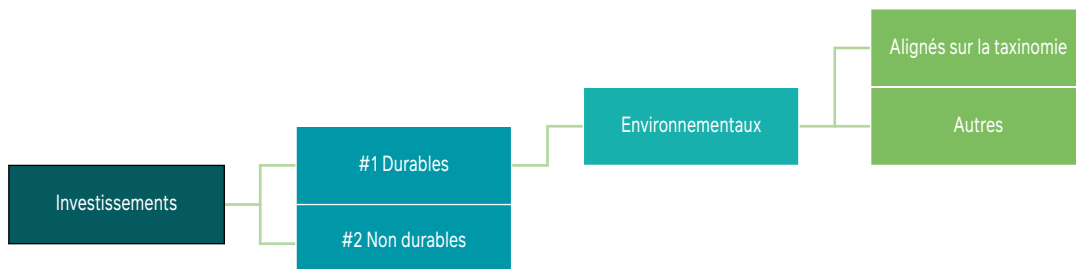 Investissements
#1 Durables
#2 Non durables
Environnementaux
Alignés sur la taxinomie
Autres